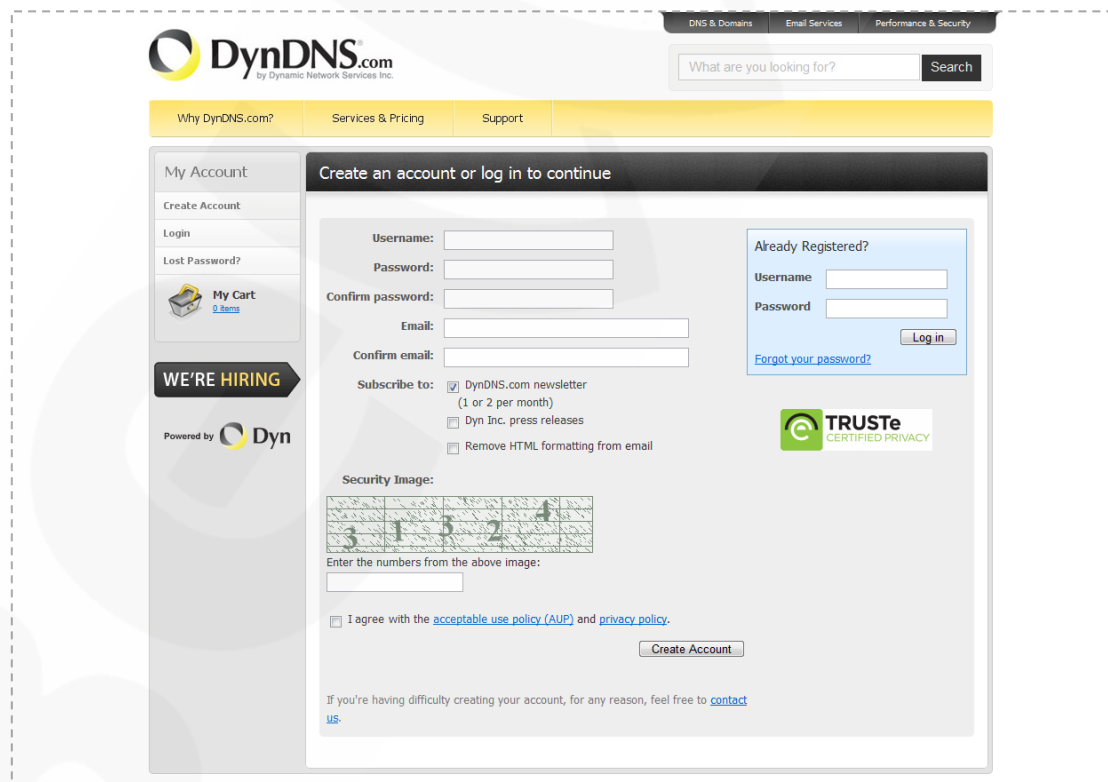 DNS & Domains Email Services Performance & Security
DynDNS.com
by Dynamic Network Services Inc.
What are you looking for? Search
Why DynDNS.com? Services & Pricing Support
My Account
Create Account
Login
Lost Password?
My Cart
0 items
WE'RE HIRING
Powered by Dyn
Create an account or log in to continue
Username:
Password:
Confirm password:
Email:
Confirm email:
Subscribe to: DynDNS.com newsletter
(1 or 2 per month)
Dyn Inc. press releases
Remove HTML formatting from email
Security Image:
3 1 3 2 4
Enter the numbers from the above image:
I agree with the acceptable use policy (AUP) and privacy policy.
Create Account
If you're having difficulty creating your account, for any reason, feel free to contact
us.
Already Registered?
Username
Password
Log in
Forgot your password?
TRUSTe
CERTIFIED PRIVACY